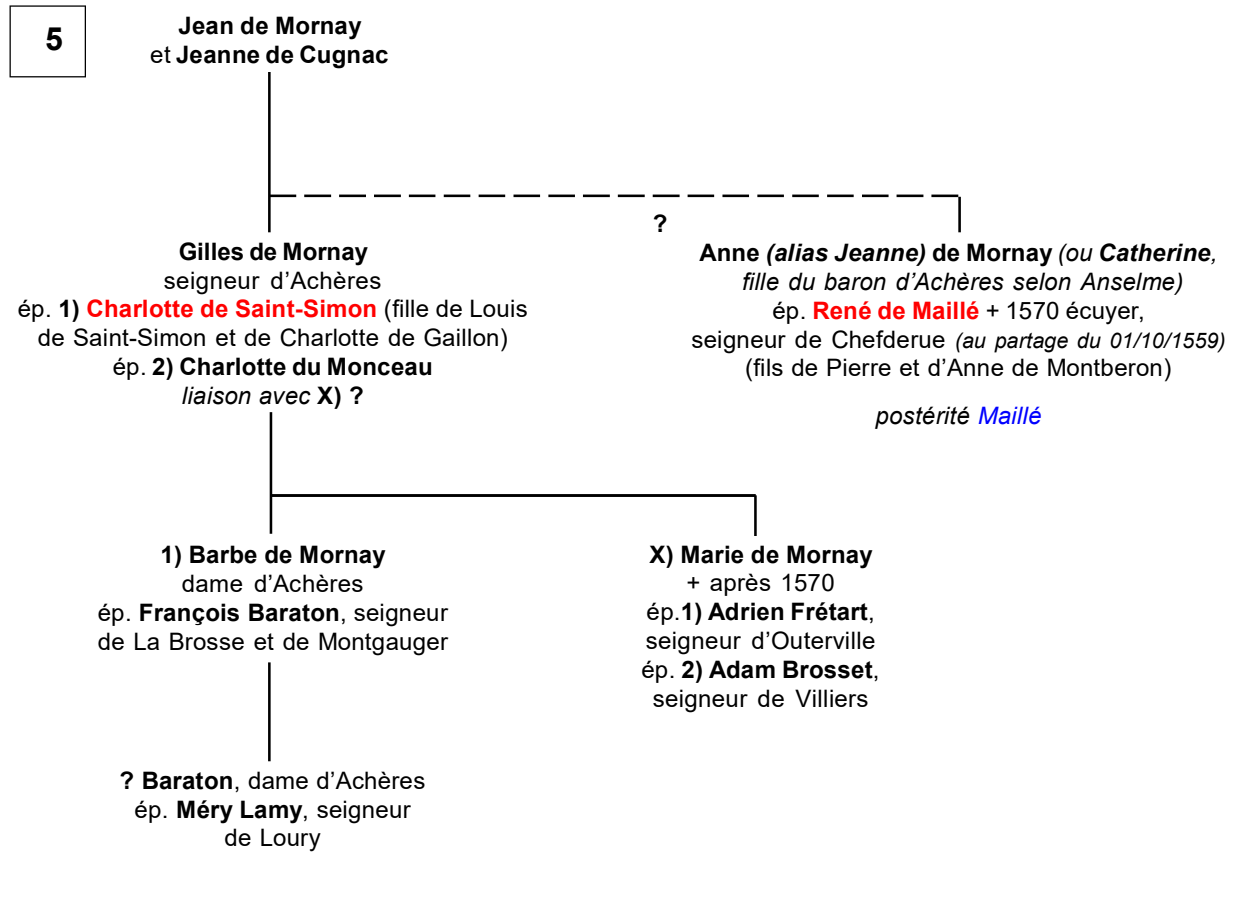 5
Jean de Mornay
et Jeanne de Cugnac
?
Gilles de Mornay
seigneur d'Achères
ép. 1) Charlotte de Saint-Simon (fille de Louis
de Saint-Simon et de Charlotte de Gaillon)
ép. 2) Charlotte du Monceau
liaison avec X) ?
Anne (alias Jeanne) de Mornay (ou Catherine,
fille du baron d'Achères selon Anselme)
ép. René de Maillé + 1570 écuyer,
seigneur de Chefderue (au partage du 01/10/1559)
(fils de Pierre et d'Anne de Montberon)
postérité Maillé
1) Barbe de Mornay
dame d'Achères
ép. François Baraton, seigneur
de La Brosse et de Montgauger
X) Marie de Mornay
+ après 1570
ép.1) Adrien Frétart,
seigneur d'Outerville
ép. 2) Adam Brosset,
seigneur de Villiers
? Baraton, dame d'Achères
ép. Méry Lamy, seigneur
de Loury